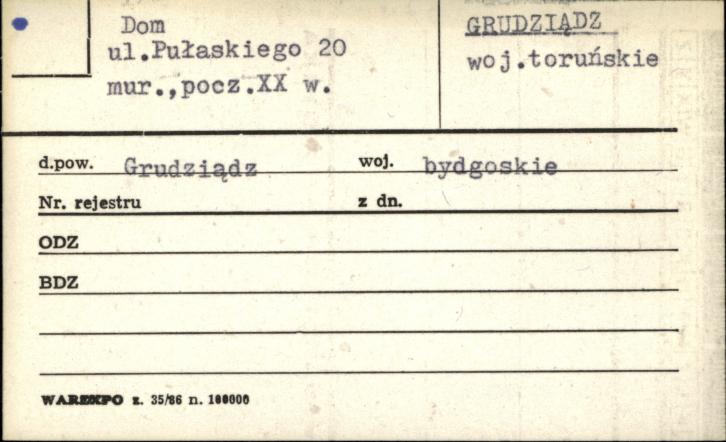 Dom
ul.Pułaskiego 20
mur.,pocz.XX w.
GRUDZIĄDZ
woj.toruńskie
d.pow. Grudziądz woj. bydgoskie
Nr. rejestru z dn.
ODZ
BDZ
WAREXPO z. 35/86 n. 100000